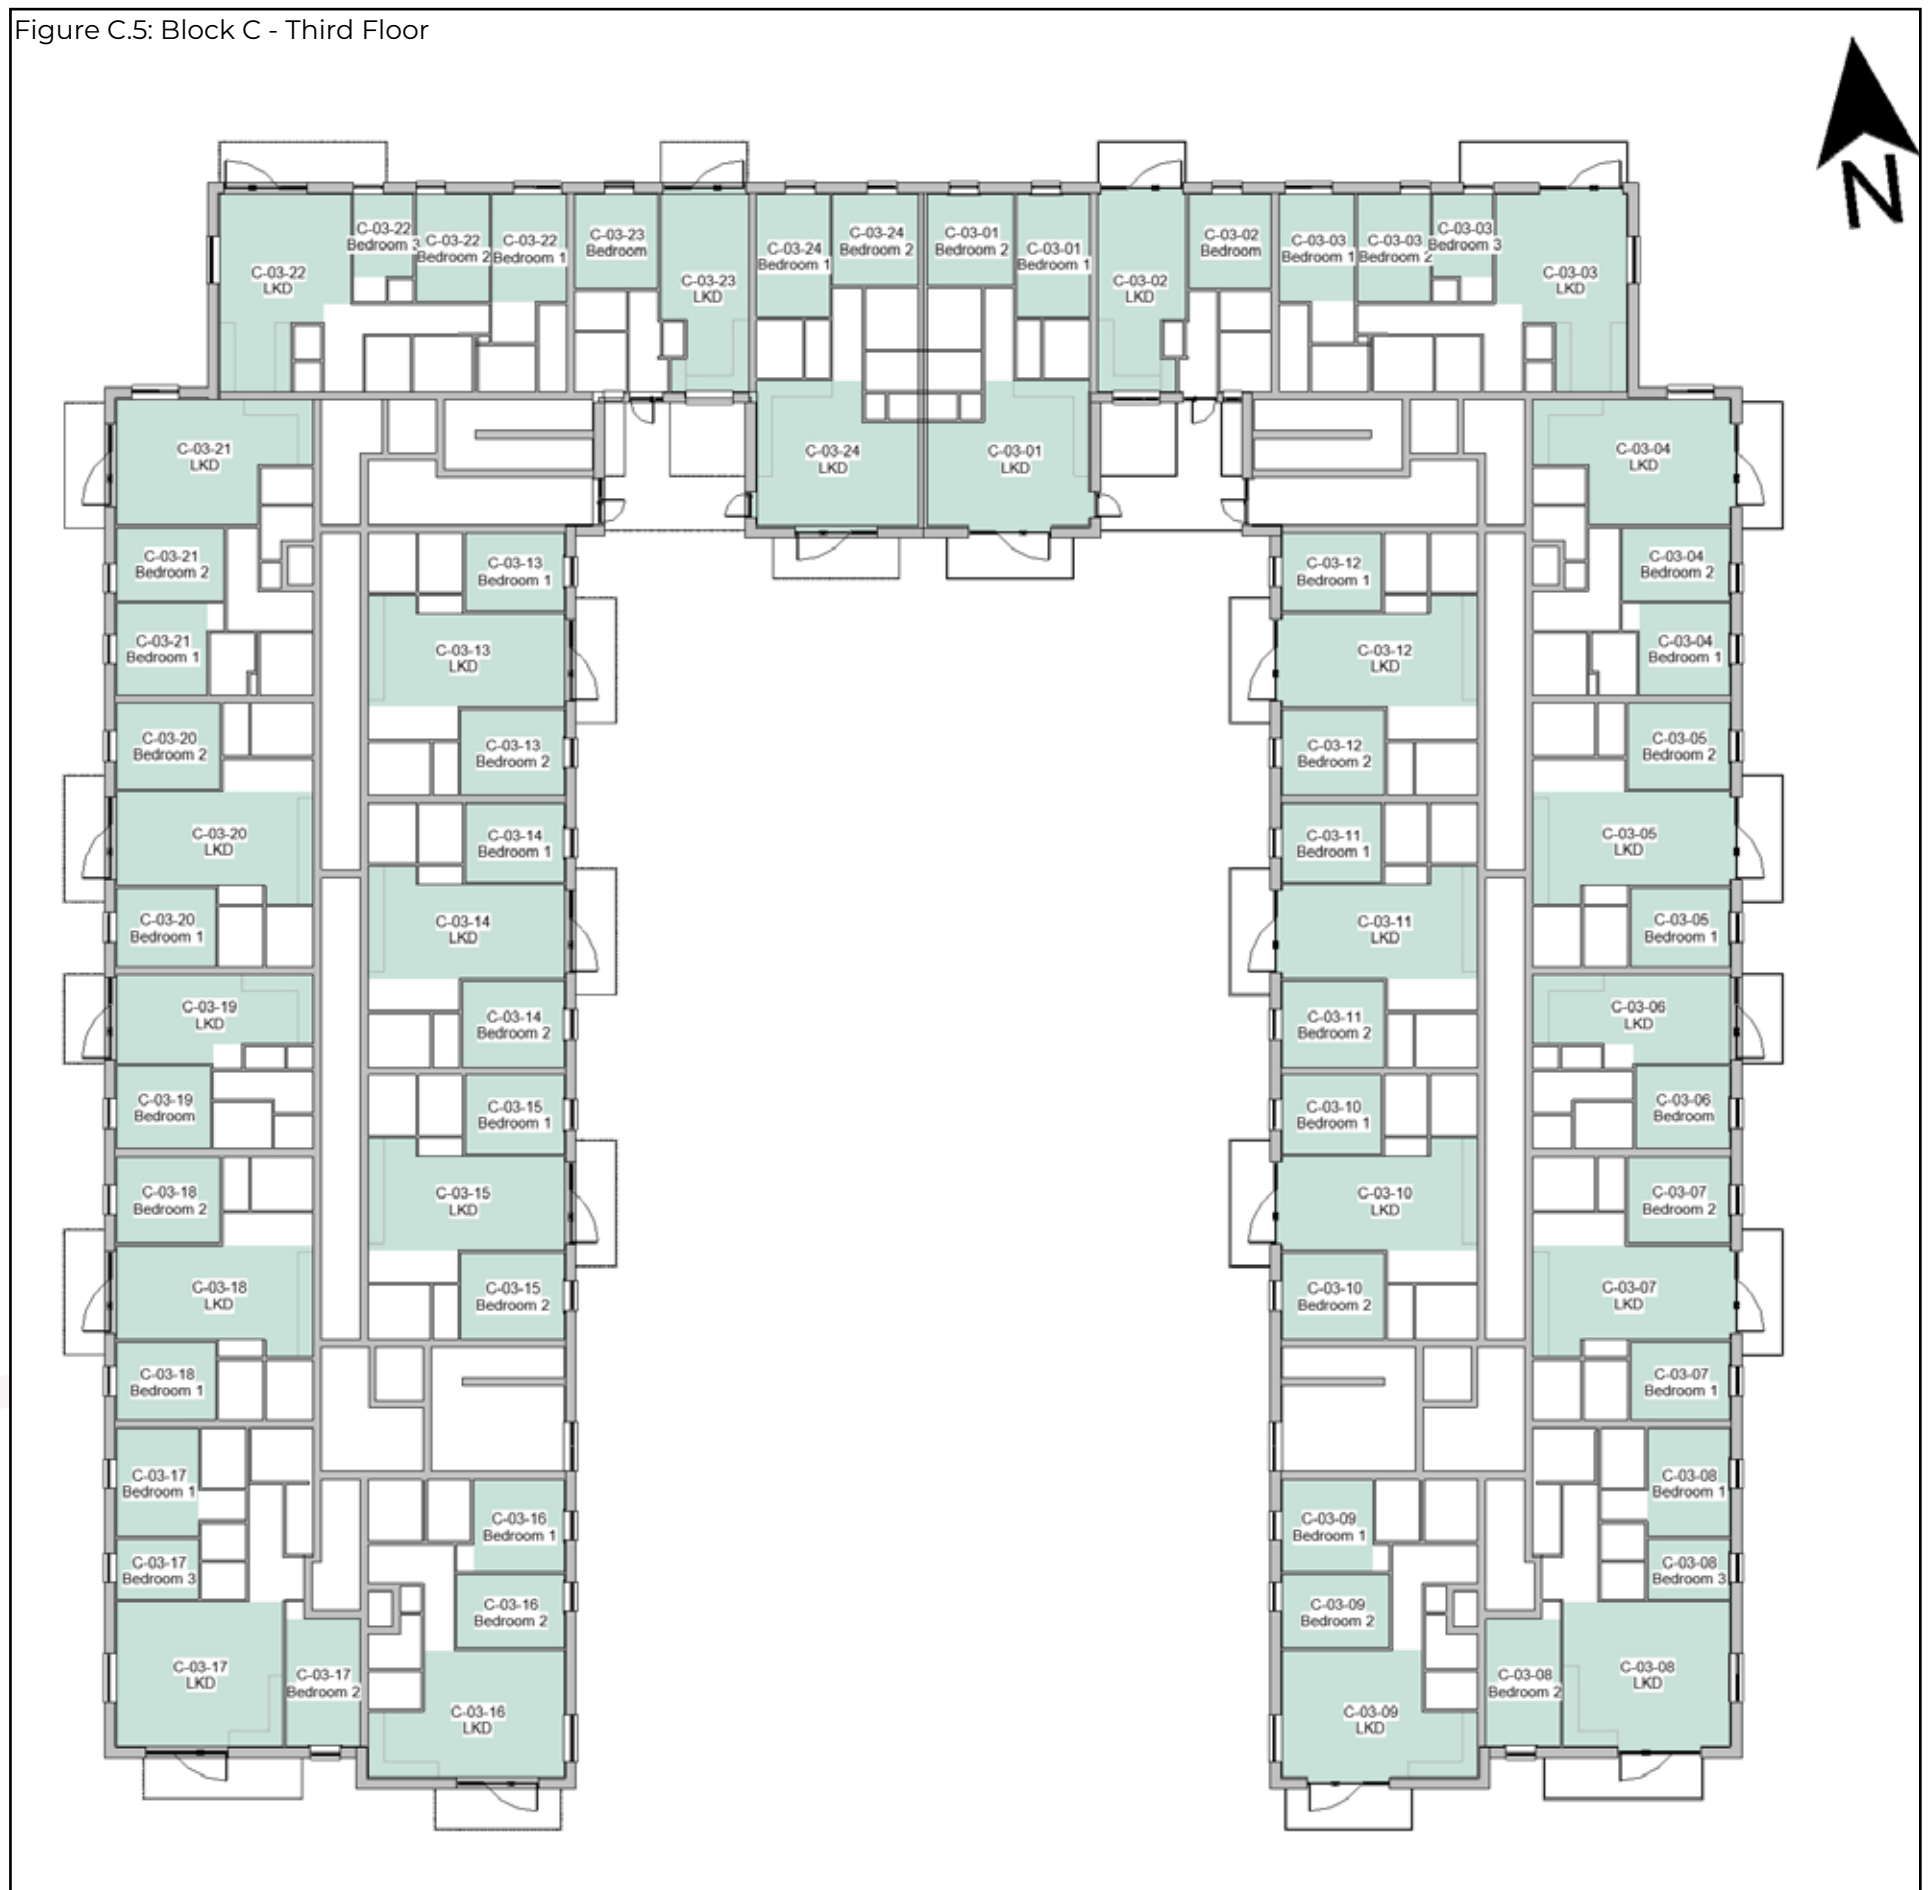 Figure C.5: Block C - Third Floor
N
C-03-22
LKD
C-03-22
Bedroom 3
C-03-22
Bedroom 2
C-03-22
Bedroom 1
C-03-23
Bedroom
C-03-23
LKD
C-03-24
Bedroom 1
C-03-24
Bedroom 2
C-03-01
Bedroom 2
C-03-01
Bedroom 1
C-03-02
LKD
C-03-02
Bedroom
C-03-03
Bedroom 1
C-03-03
Bedroom 2
C-03-03
Bedroom 3
C-03-03
LKD
C-03-21
LKD
C-03-24
LKD
C-03-01
LKD
C-03-04
LKD
C-03-21
Bedroom 2
C-03-13
Bedroom 1
C-03-12
Bedroom 1
C-03-04
Bedroom 2
C-03-21
Bedroom 1
C-03-13
LKD
C-03-12
LKD
C-03-04
Bedroom 1
C-03-20
Bedroom 2
C-03-13
Bedroom 2
C-03-12
Bedroom 2
C-03-05
Bedroom 2
C-03-20
LKD
C-03-14
Bedroom 1
C-03-11
Bedroom 1
C-03-05
LKD
C-03-20
Bedroom 1
C-03-14
LKD
C-03-11
LKD
C-03-05
Bedroom 1
C-03-19
LKD
C-03-14
Bedroom 2
C-03-11
Bedroom 2
C-03-06
LKD
C-03-19
Bedroom
C-03-15
Bedroom 1
C-03-10
Bedroom 1
C-03-06
Bedroom
C-03-18
Bedroom 2
C-03-15
LKD
C-03-10
LKD
C-03-07
Bedroom 2
C-03-18
LKD
C-03-15
Bedroom 2
C-03-10
Bedroom 2
C-03-07
LKD
C-03-18
Bedroom 1
C-03-07
Bedroom 1
C-03-17
Bedroom 1
C-03-16
Bedroom 1
C-03-09
Bedroom 1
C-03-08
Bedroom 1
C-03-17
Bedroom 3
C-03-16
Bedroom 2
C-03-09
Bedroom 2
C-03-08
Bedroom 3
C-03-17
LKD
C-03-17
Bedroom 2
C-03-16
LKD
C-03-09
LKD
C-03-08
Bedroom 2
C-03-08
LKD